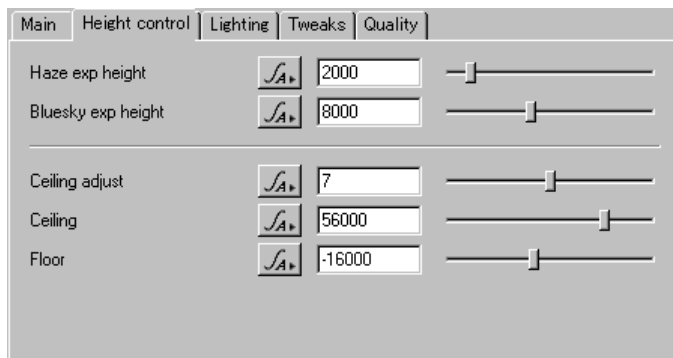 Main Height control Lighting Tweaks Quality
Haze exp height 2000
Bluesky exp height 8000
Ceiling adjust 7
Ceiling 56000
Floor -16000